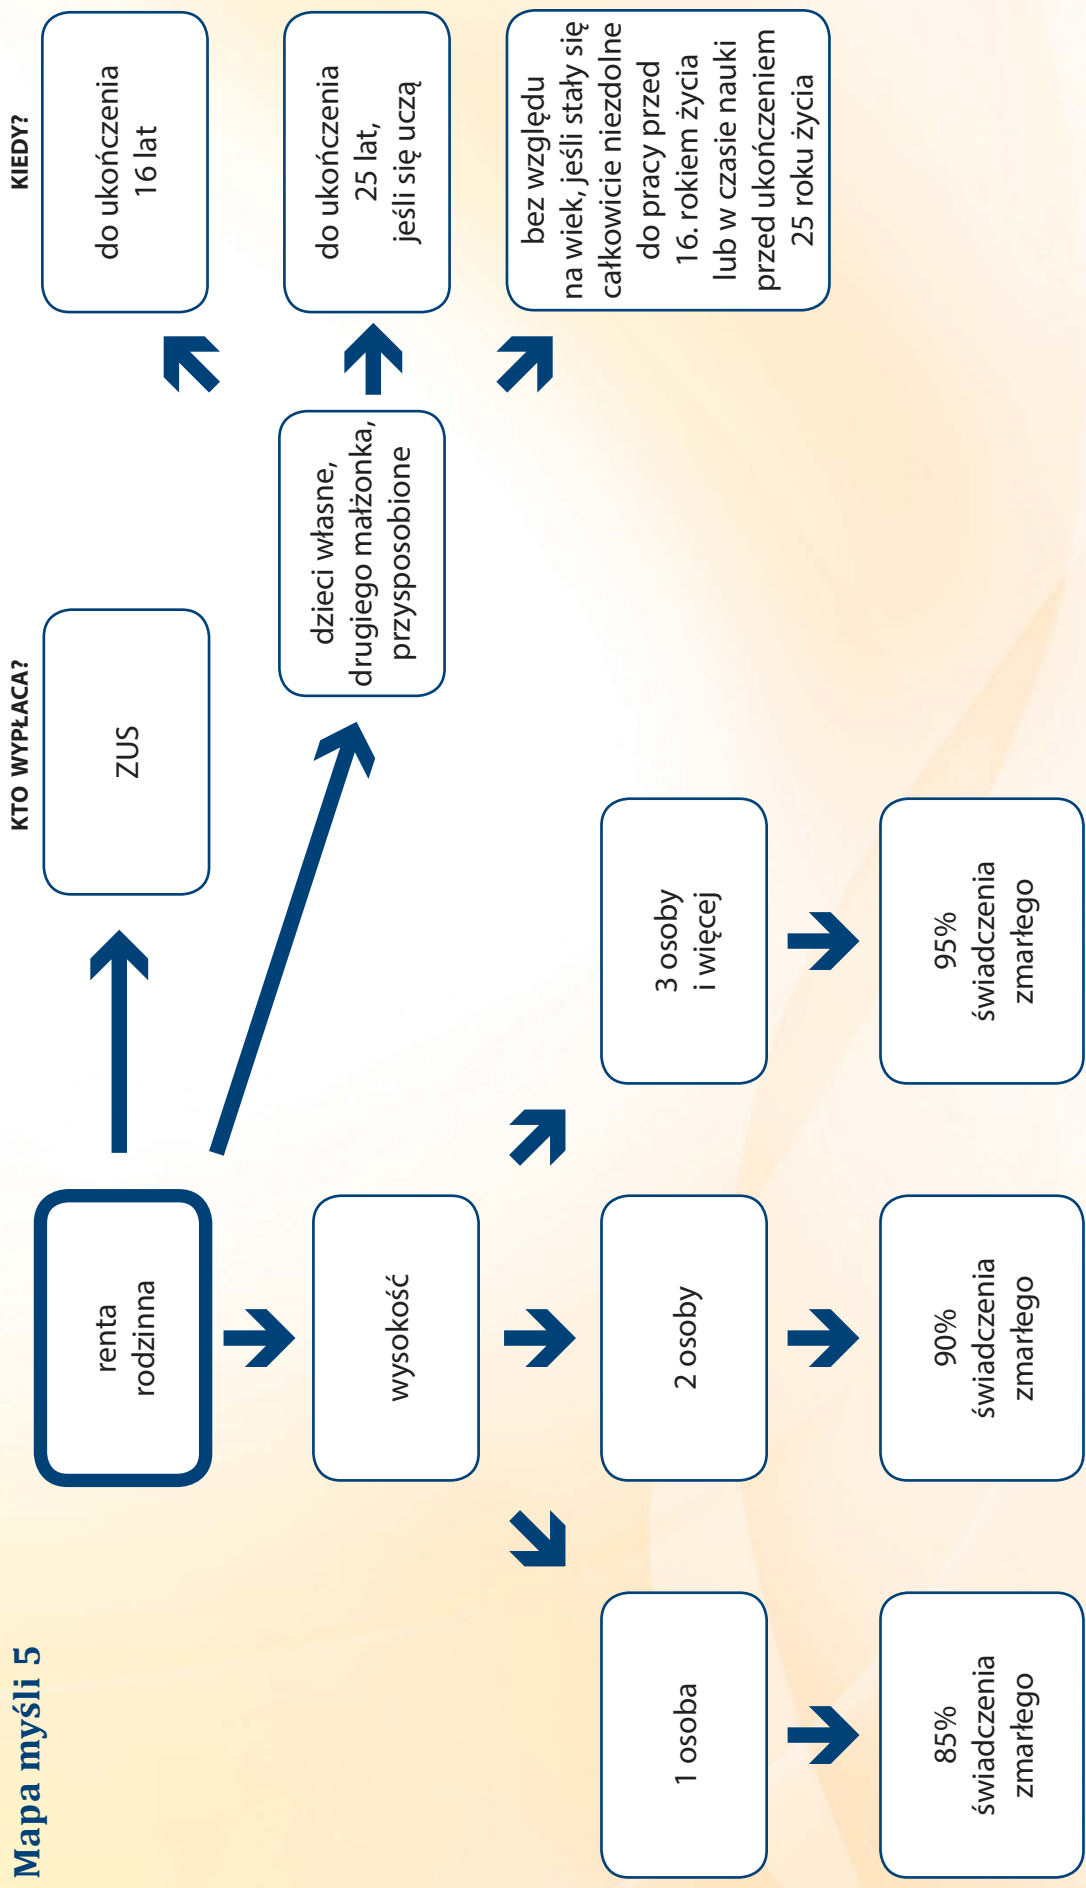 Mapa myśli 5
KTO WYPŁACA?
KIEDY?
renta
rodzinna
ZUS
do ukończenia
16 lat
dzieci własne,
drugiego małżonka,
przysposobione
do ukończenia
25 lat,
jeśli się uczą
bez względu
na wiek, jeśli stały się
całkowicie niezdolne
do pracy przed
16. rokiem życia
lub w czasie nauki
przed ukończeniem
25 roku życia
wysokość
1 osoba
2 osoby
3 osoby
i więcej
85%
świadczenia
zmarłego
90%
świadczenia
zmarłego
95%
świadczenia
zmarłego